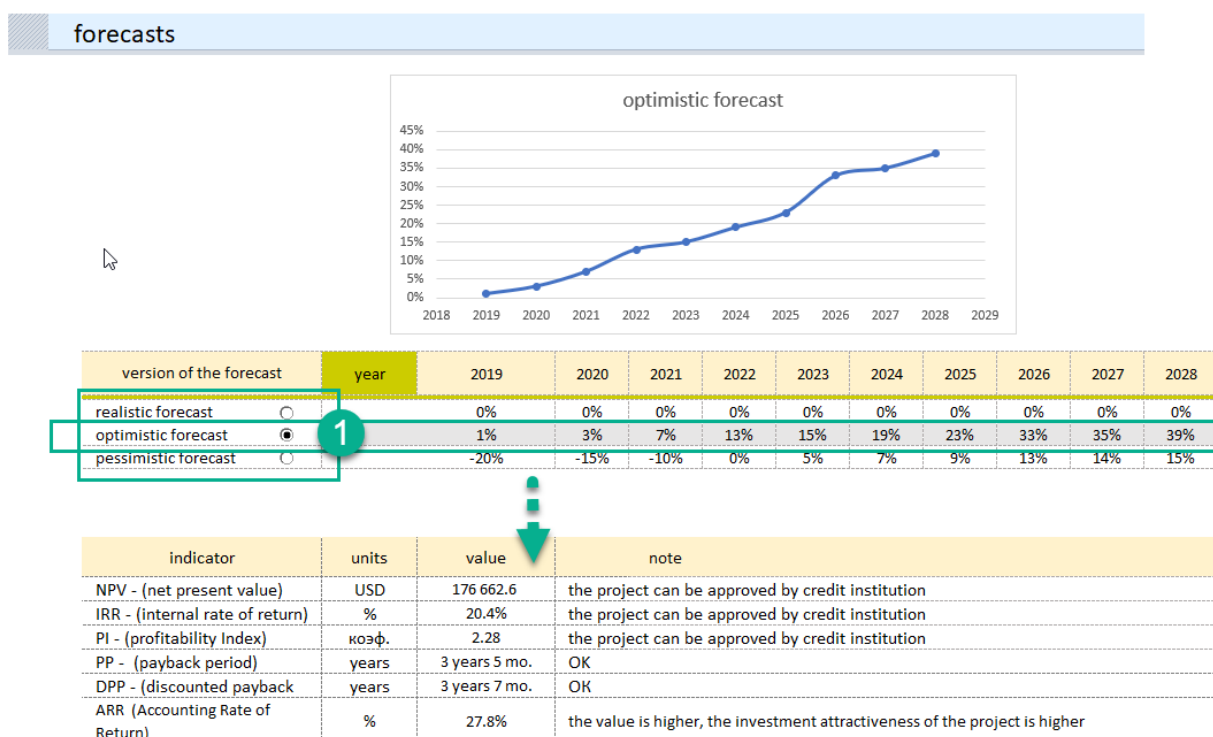 forecasts
optimistic forecast
45%
40%
35%
30%
25%
20%
15%
10%
5%
0%
2018 2019 2020 2021 2022 2023 2024 2025 2026 2027 2028 2029
version of the forecast year 2019 2020 2021 2022 2023 2024 2025 2026 2027 2028
realistic forecast 0% 0% 0% 0% 0% 0% 0% 0% 0% 0%
optimistic forecast 1 1% 3% 7% 13% 15% 19% 23% 33% 35% 39%
pessimistic forecast -20% -15% -10% 0% 5% 7% 9% 13% 14% 15%
indicator units value note
NPV - (net present value) USD 176 662.6 the project can be approved by credit institution
IRR - (internal rate of return) % 20.4% the project can be approved by credit institution
PI - (profitability Index) коэф. 2.28 the project can be approved by credit institution
PP - (payback period) years 3 years 5 mo. OK
DPP - (discounted payback years 3 years 7 mo. OK
ARR (Accounting Rate of
Return) % 27.8% the value is higher, the investment attractiveness of the project is higher